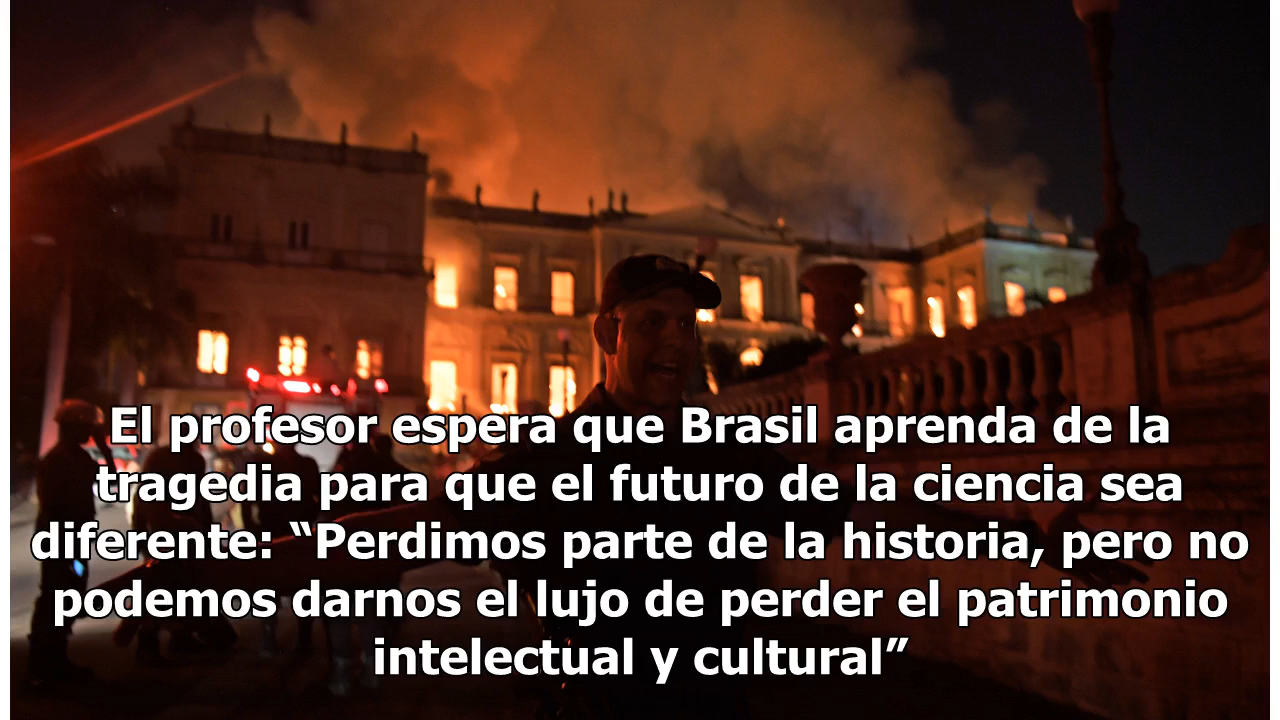 El profesor espera que Brasil aprenda de la
tragedia para que el futuro de la ciencia sea
diferente: “Perdimos parte de la historia, pero no
podemos darnos el lujo de perder el patrimonio
intelectual y cultural”